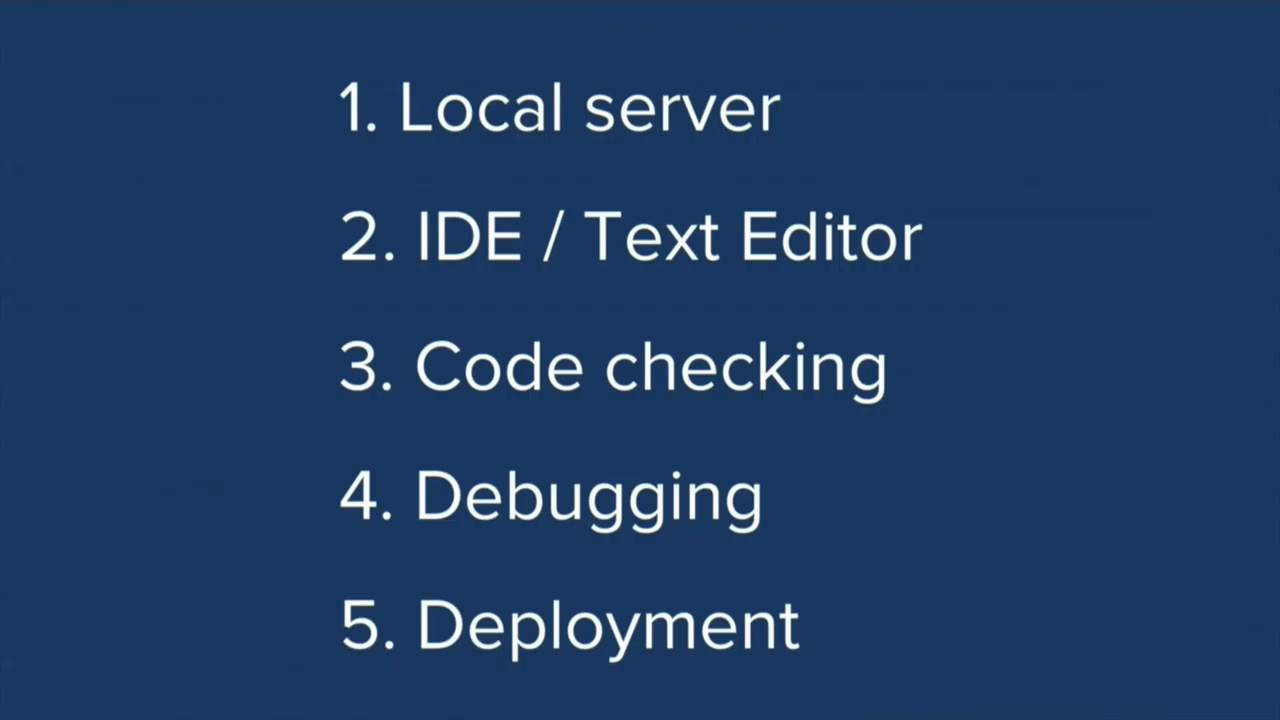 1. Local server
2. IDE / Text Editor
3. Code checking
4. Debugging
5. Deployment